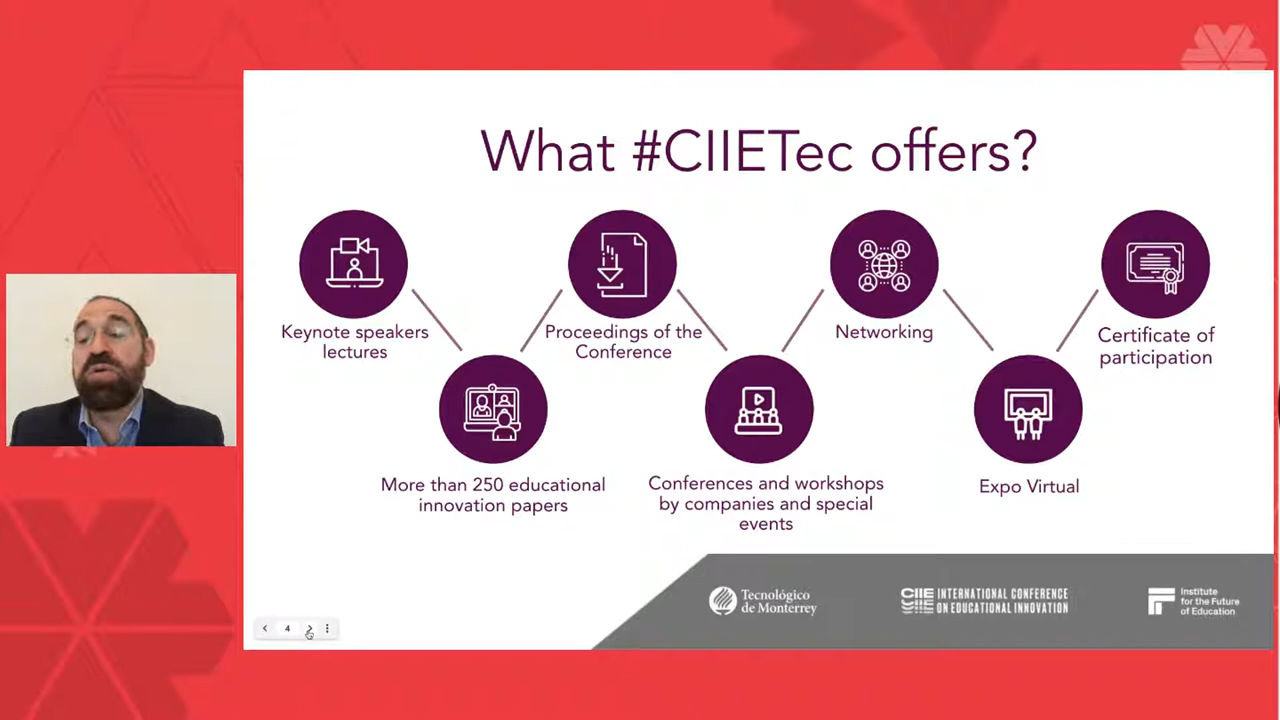 What #CIIETec offers?
Keynote speakers
lectures
Proceedings of the
Conference
Networking
Certificate of
participation
More than 250 educational
innovation papers
Conferences and workshops
by companies and special
events
Expo Virtual
Tecnológico
de Monterrey
CIIE INTERNATIONAL CONFERENCE
ON EDUCATIONAL INNOVATION
Institute
for the Future
of Education
4